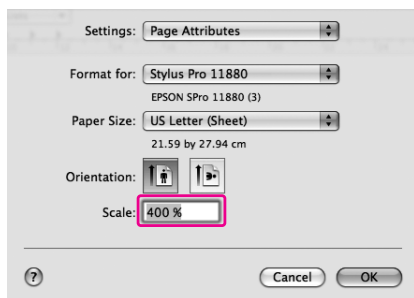 Settings: Page Attributes
Format for: Stylus Pro 11880
EPSON SPro 11880 (3)
Paper Size: US Letter (Sheet)
21.59 by 27.94 cm
Orientation:
Scale: 400 %
? Cancel OK